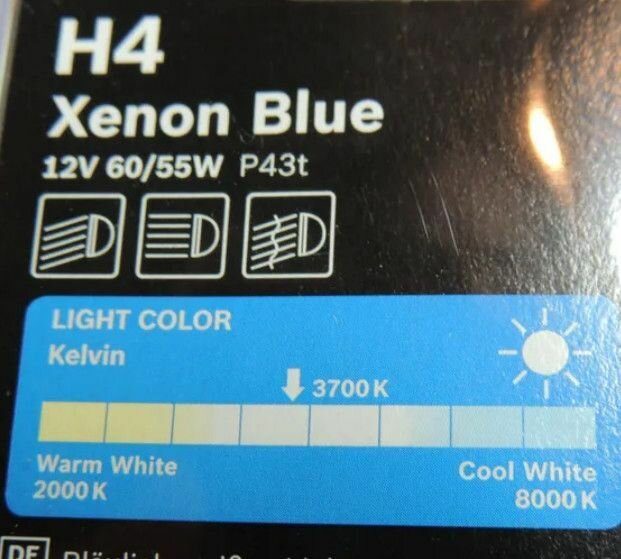 H4
Xenon Blue
12V 60/55W P43t
LIGHT COLOR
Kelvin
3700 K
Warm White
2000 K
Cool White
8000 K
DE